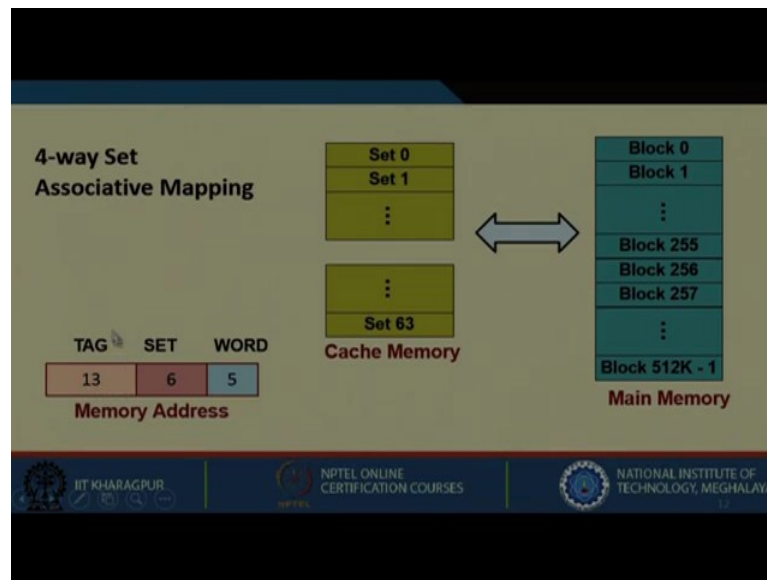 4-way Set
Associative Mapping
Set 0
Set 1
⋮
⋮
Set 63
Cache Memory
Block 0
Block 1
⋮
Block 255
Block 256
Block 257
⋮
Block 512K - 1
Main Memory
TAG SET WORD
13 6 5
Memory Address
IIT KHARAGPUR
NPTEL
NPTEL ONLINE
CERTIFICATION COURSES
NATIONAL INSTITUTE OF
TECHNOLOGY, MEGHALAYA
12